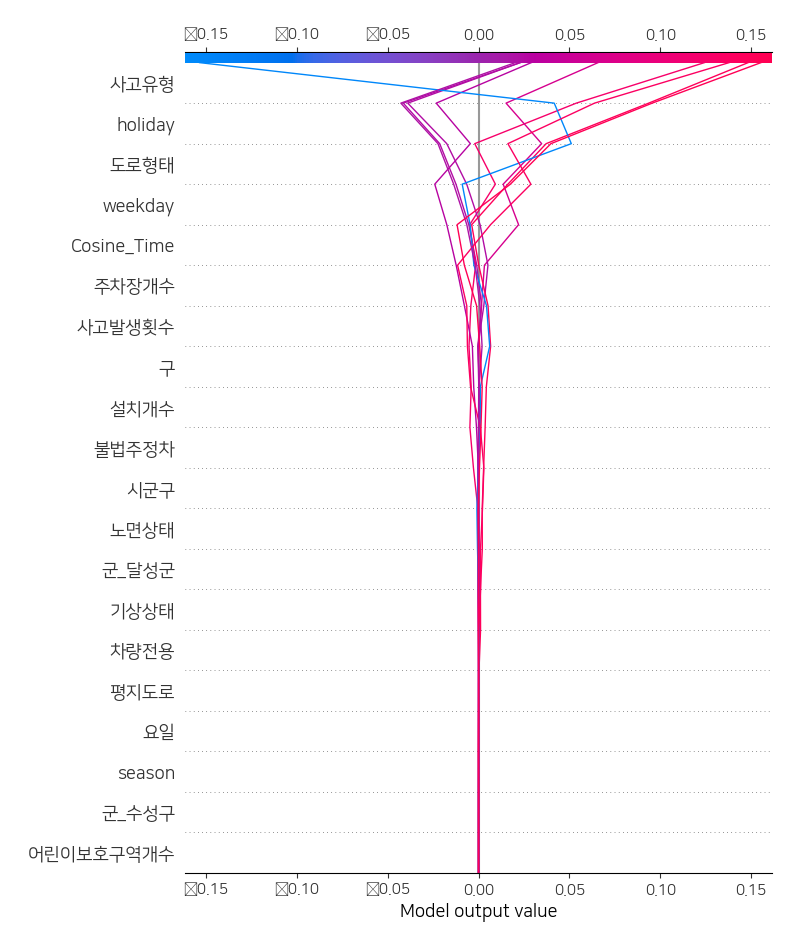 0.15 0.10 0.05 0.00 0.05 0.10 0.15
사고유형
holiday
도로형태
weekday
Cosine_Time
주차장개수
사고발생횟수
구
설치개수
불법주정차
시군구
노면상태
군_달성군
기상상태
차량전용
평지도로
요일
season
군_수성구
어린이보호구역개수
0.15 0.10 0.05 0.00 0.05 0.10 0.15
Model output value